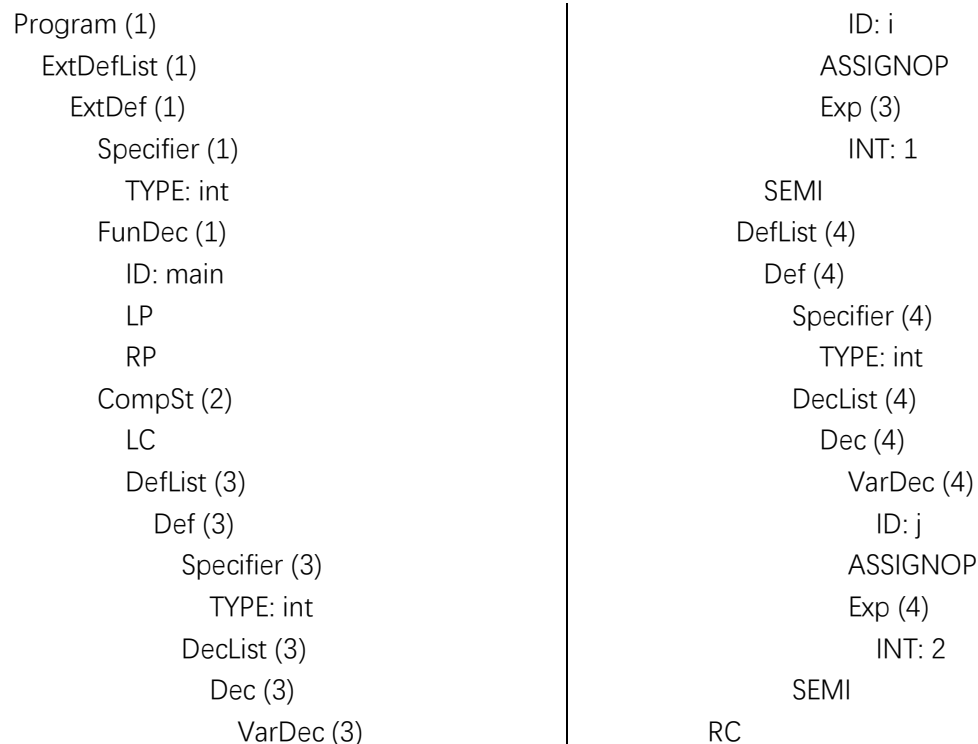 Program (1)
ExtDefList (1)
ExtDef (1)
Specifier (1)
TYPE: int
FunDec (1)
ID: main
LP
RP
CompSt (2)
LC
DefList (3)
Def (3)
Specifier (3)
TYPE: int
DecList (3)
Dec (3)
VarDec (3)
ID: i
ASSIGNOP
Exp (3)
INT: 1
SEMI
DefList (4)
Def (4)
Specifier (4)
TYPE: int
DecList (4)
Dec (4)
VarDec (4)
ID: j
ASSIGNOP
Exp (4)
INT: 2
SEMI
RC